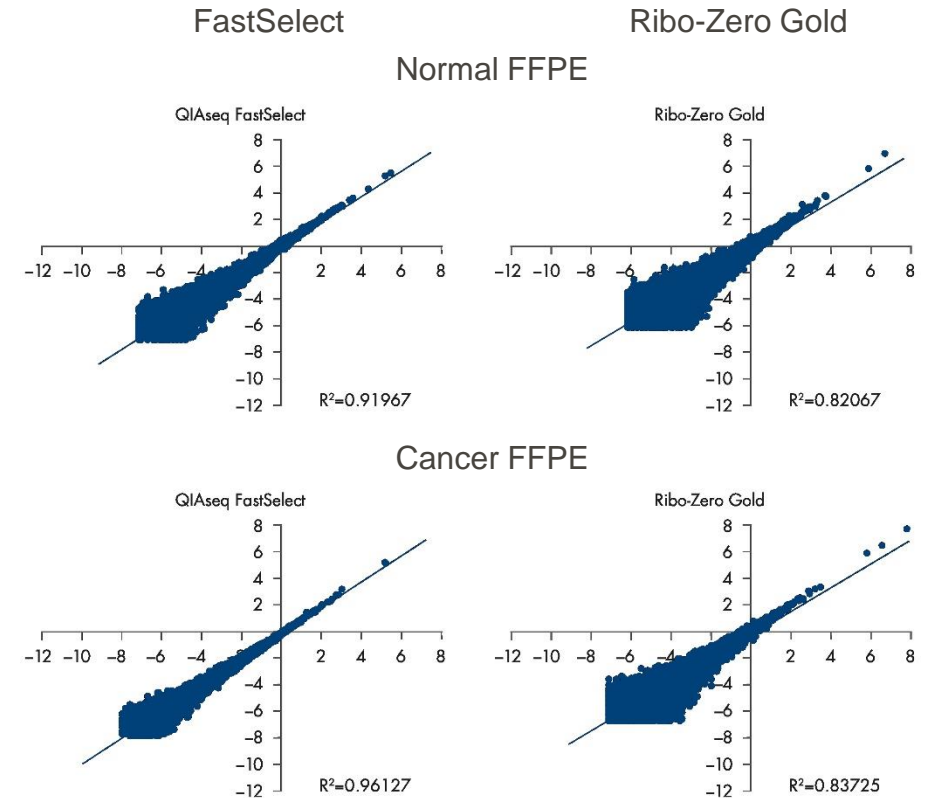 FastSelect Ribo-Zero Gold
Normal FFPE
QIAseq FastSelect Ribo-Zero Gold
8 8
6 6
4 4
2 2
−12 −10 −8 −6 −4 2 4 6 8 −12 −10 −8 −6 2 4 6 8
−4 −4
−6 −6
−8 −8
−10 −10
−12 R²=0.91967 −12 R²=0.82067
Cancer FFPE
QIAseq FastSelect Ribo-Zero Gold
8 8
6 6
4 4
2 2
−12 −10 −8 −6 −4 2 4 6 8 −12 −10 −8 −6 −4 2 4 6 8
−4 −4
−6 −6
−8 −8
−10 −10
−12 R²=0.96127 −12 R²=0.83725